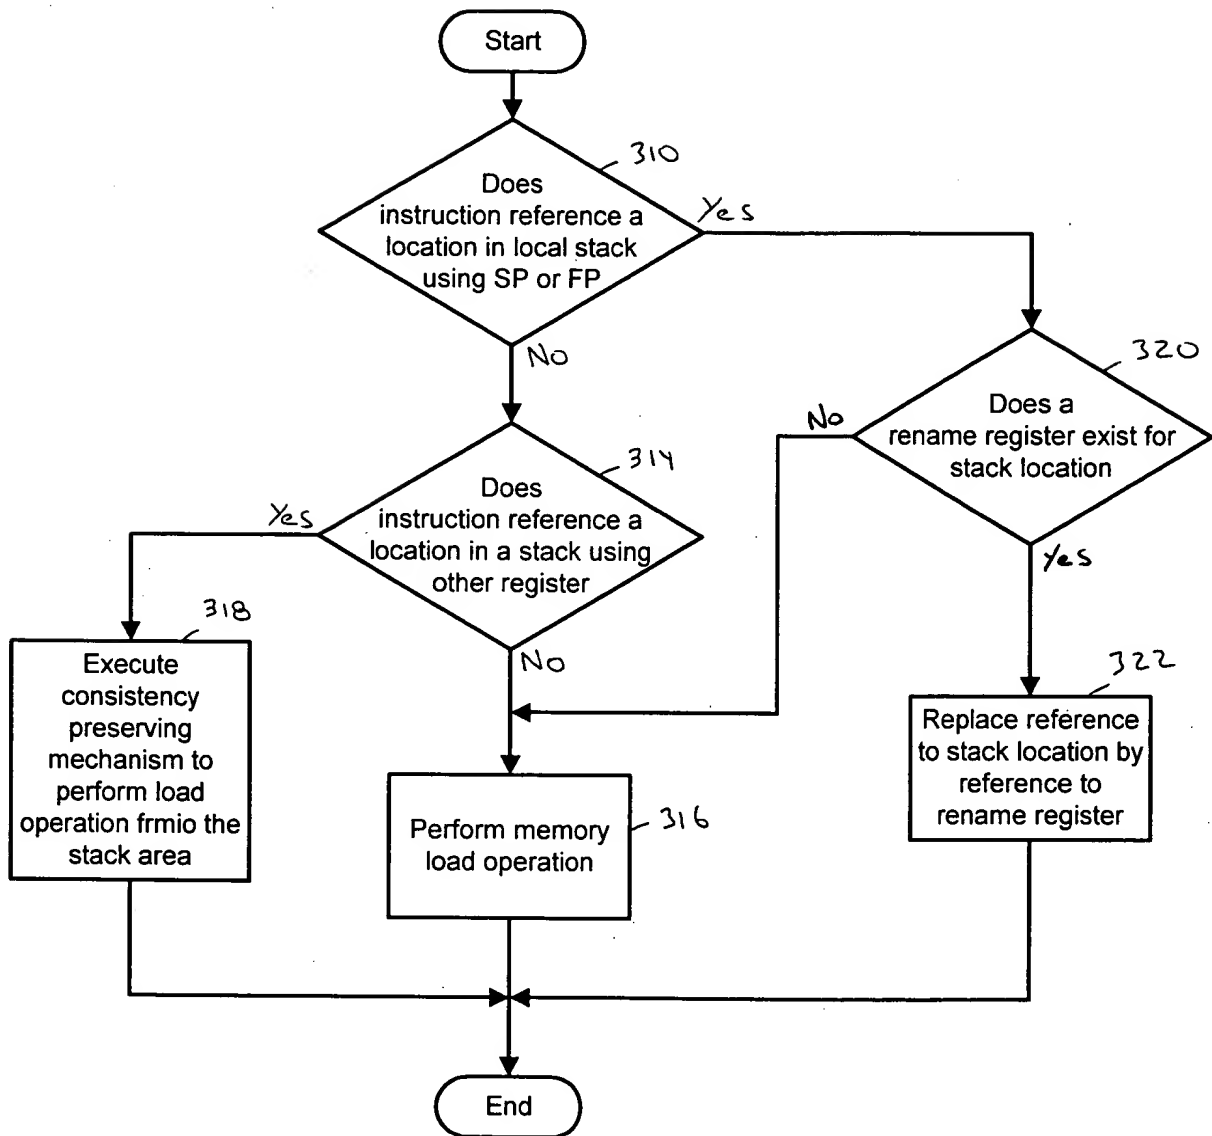 Start
310
Does
instruction reference a
location in local stack
using SP or FP
Yes
No
320
Does a
rename register exist for
stack location
No
Yes
314
Does
instruction reference a
location in a stack using
other register
Yes
No
318
Execute
consistency
preserving
mechanism to
perform load
operation frmio the
stack area
316
Perform memory
load operation
322
Replace reference
to stack location by
reference to
rename register
End